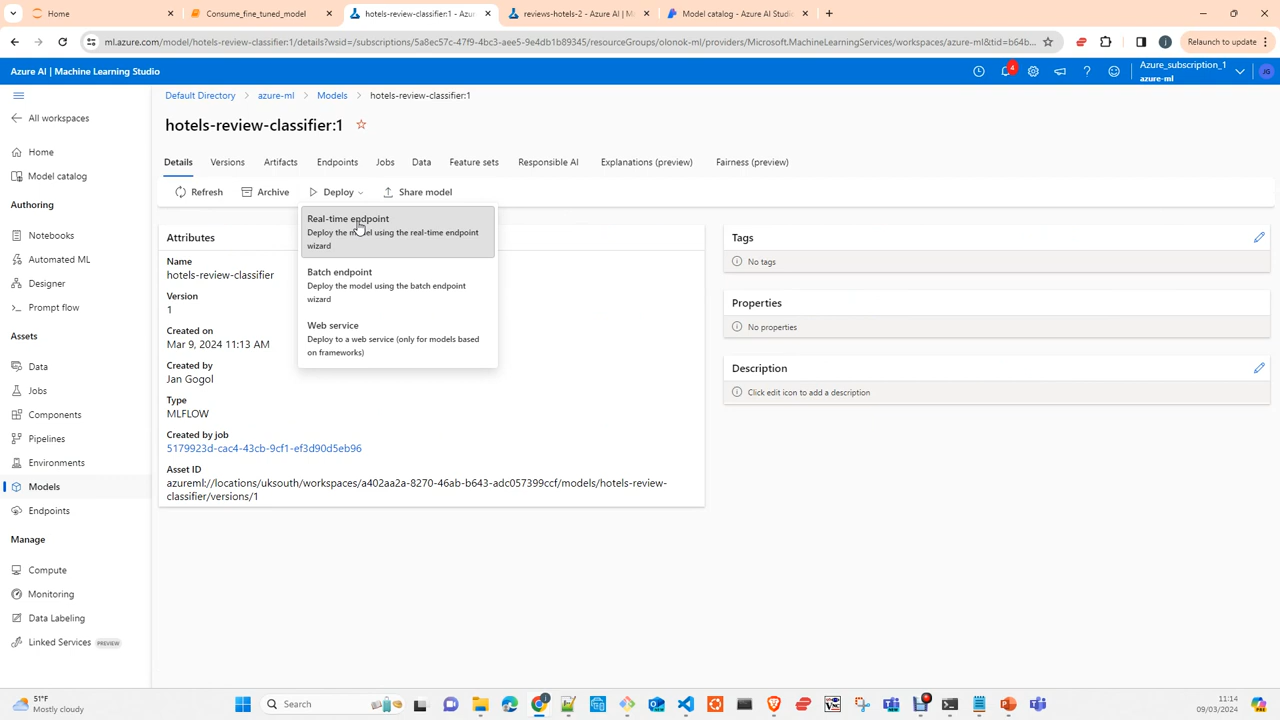 Home
Consume_fine_tuned_model
hotels-review-classifier:1 - Azu
reviews-hotels-2 - Azure AI | M
Model catalog - Azure AI Studio
ml.azure.com/model/hotels-review-classifier:1/details?wsid=/subscriptions/5a8ec57c-47f9-4bc3-aee5-9e4db1b89345/resourceGroups/olonok-ml/providers/Microsoft.MachineLearningServices/workspaces/azure-ml&tid=b64b...
Relaunch to update
Azure AI | Machine Learning Studio
4
Azure_subscription_1
azure-ml
JG
All workspaces
Home
Model catalog
Authoring
Notebooks
Automated ML
Designer
Prompt flow
Assets
Data
Jobs
Components
Pipelines
Environments
Models
Endpoints
Manage
Compute
Monitoring
Data Labeling
Linked Services PREVIEW
Default Directory > azure-ml > Models > hotels-review-classifier:1
hotels-review-classifier:1
Details Versions Artifacts Endpoints Jobs Data Feature sets Responsible AI Explanations (preview) Fairness (preview)
Refresh Archive Deploy Share model
Real-time endpoint
Deploy the model using the real-time endpoint
wizard
Batch endpoint
Deploy the model using the batch endpoint
wizard
Web service
Deploy to a web service (only for models based
on frameworks)
Attributes
Name
hotels-review-classifier
Version
1
Created on
Mar 9, 2024 11:13 AM
Created by
Jan Gogol
Type
MLFLOW
Created by job
5179923d-cac4-43cb-9cf1-ef3d90d5eb96
Asset ID
azureml://locations/uksouth/workspaces/a402aa2a-8270-46ab-b643-adc057399ccf/models/hotels-review-
classifier/versions/1
Tags
No tags
Properties
No properties
Description
Click edit icon to add a description
51°F
Mostly cloudy
Search
11:14
09/03/2024